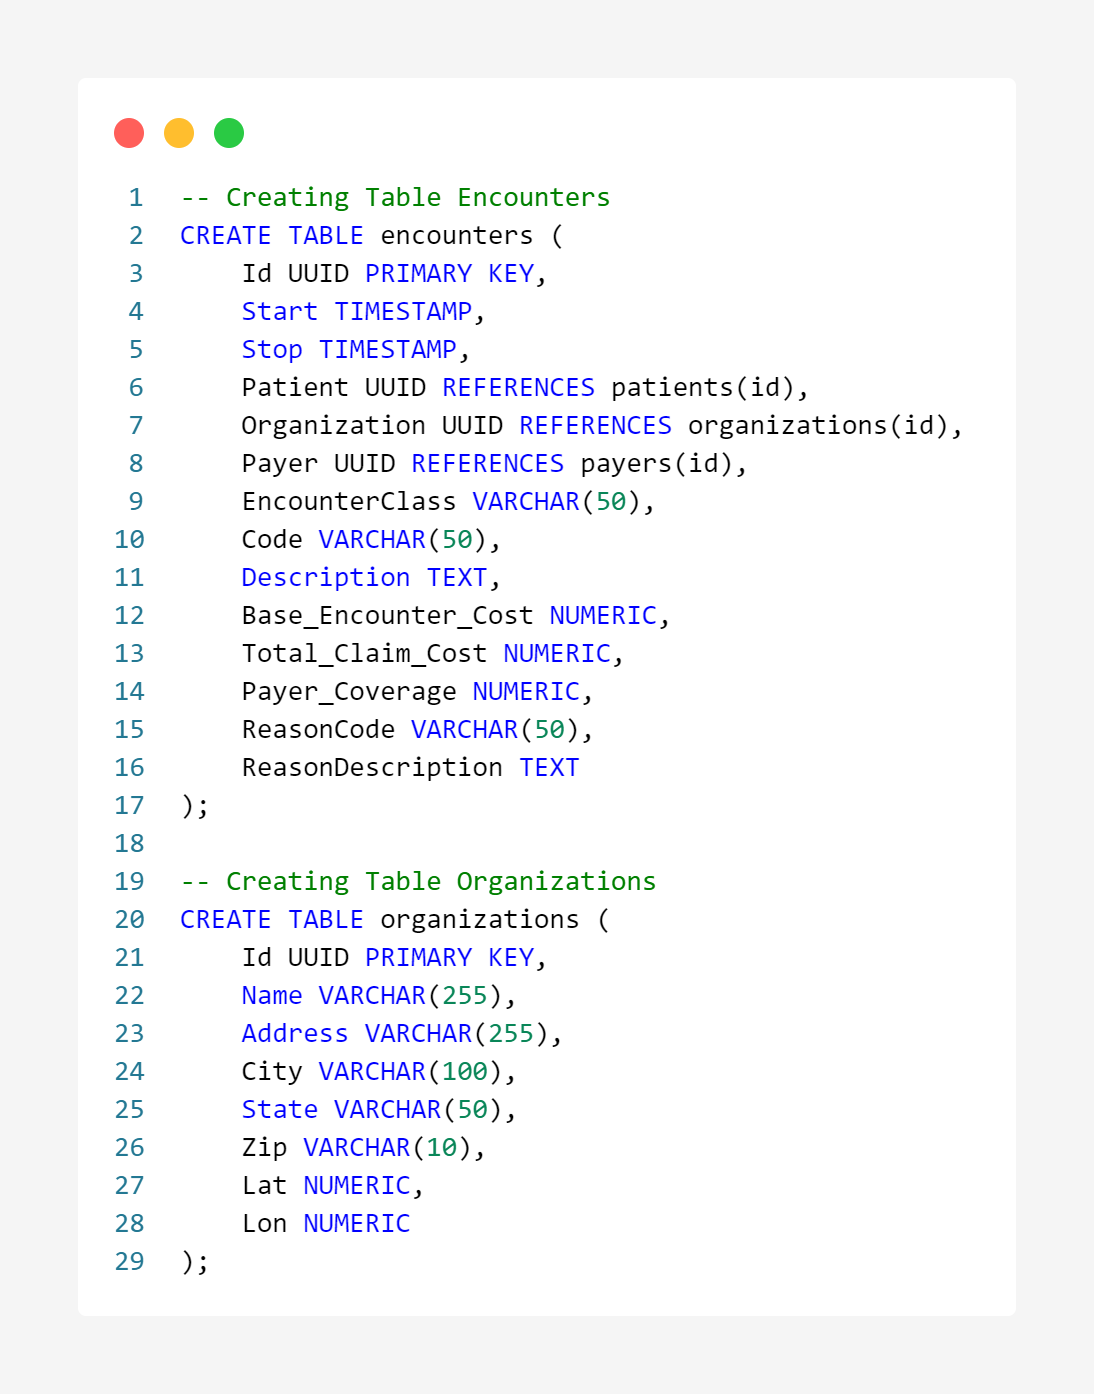 1 -- Creating Table Encounters
2 CREATE TABLE encounters (
3     Id UUID PRIMARY KEY,
4     Start TIMESTAMP,
5     Stop TIMESTAMP,
6     Patient UUID REFERENCES patients(id),
7     Organization UUID REFERENCES organizations(id),
8     Payer UUID REFERENCES payers(id),
9     EncounterClass VARCHAR(50),
10     Code VARCHAR(50),
11     Description TEXT,
12     Base_Encounter_Cost NUMERIC,
13     Total_Claim_Cost NUMERIC,
14     Payer_Coverage NUMERIC,
15     ReasonCode VARCHAR(50),
16     ReasonDescription TEXT
17 );
18
19 -- Creating Table Organizations
20 CREATE TABLE organizations (
21     Id UUID PRIMARY KEY,
22     Name VARCHAR(255),
23     Address VARCHAR(255),
24     City VARCHAR(100),
25     State VARCHAR(50),
26     Zip VARCHAR(10),
27     Lat NUMERIC,
28     Lon NUMERIC
29 );